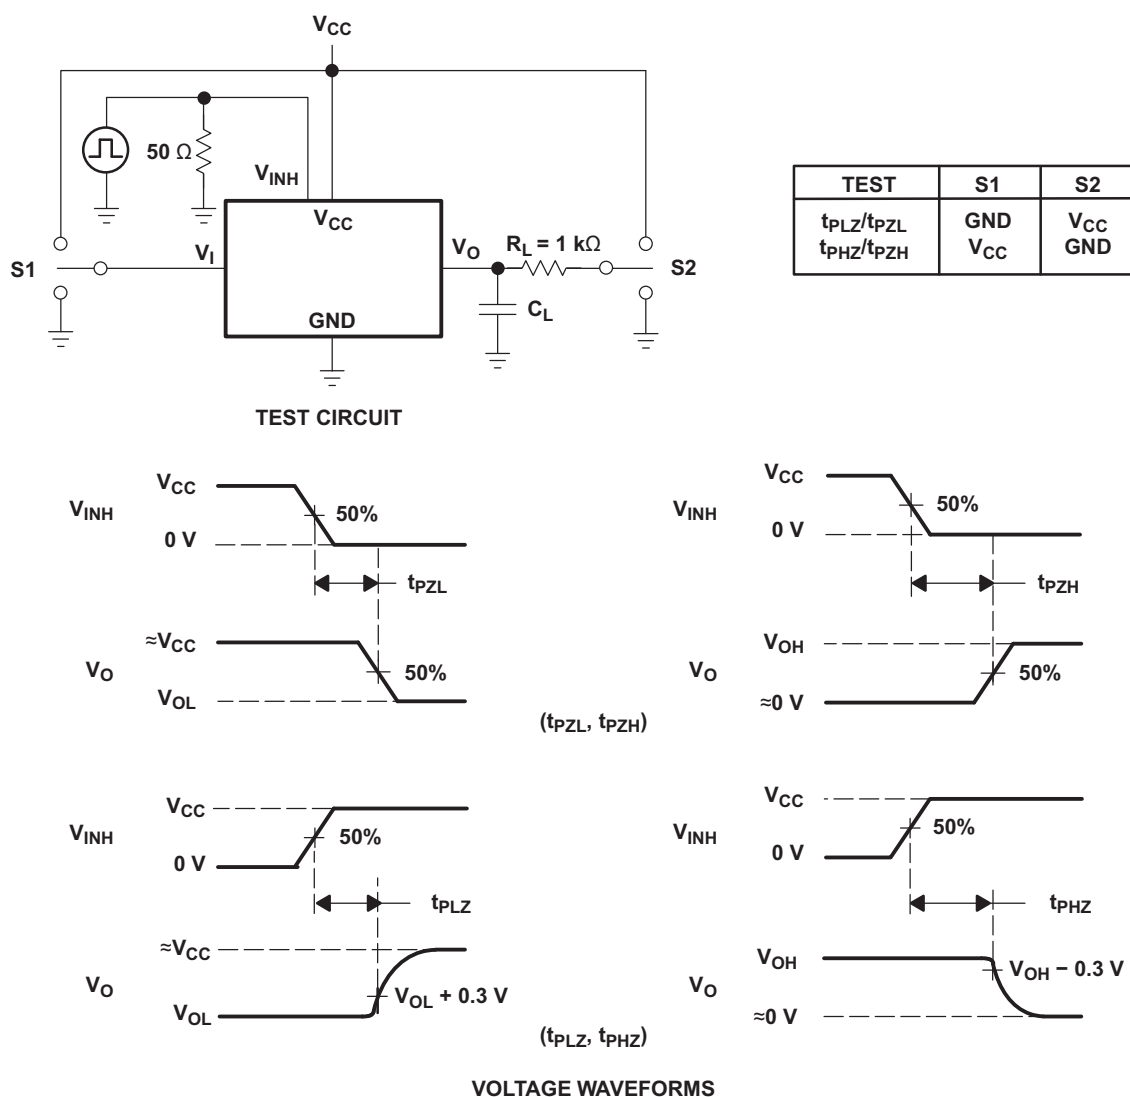 VCC
50 Ω
VINH
VCC
TEST S1 S2
tPLZ/tPZL GND VCC
tPHZ/tPZH VCC GND
S1
VI
VO
RL = 1 kΩ
S2
CL
GND
TEST CIRCUIT
VINH
VCC
50%
0 V
tPZL
VO
≈VCC
50%
VOL
VINH
VCC
50%
0 V
tPZH
VO
VOH
50%
≈0 V
(tPZL, tPZH)
VINH
VCC
50%
0 V
tPLZ
VO
≈VCC
VOL + 0.3 V
VOL
VINH
VCC
50%
0 V
tPHZ
VO
VOH
VOH − 0.3 V
≈0 V
(tPLZ, tPHZ)
VOLTAGE WAVEFORMS